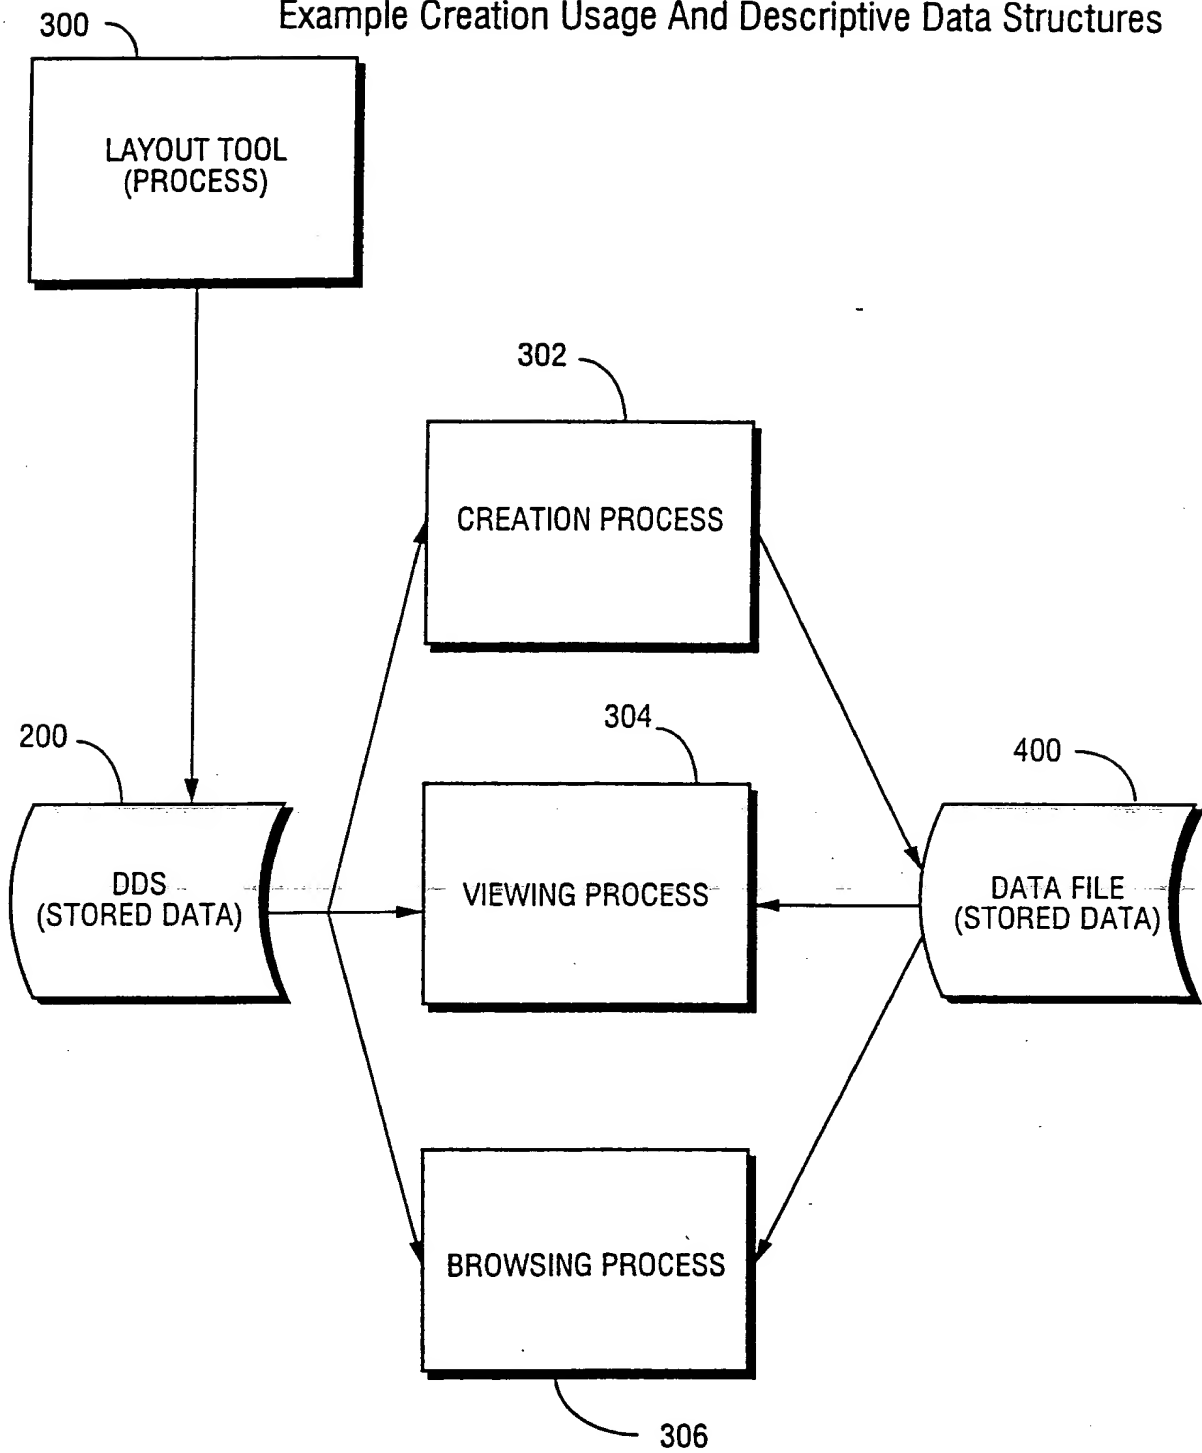 Example Creation Usage And Descriptive Data Structures
300
LAYOUT TOOL
(PROCESS)
302
CREATION PROCESS
200
304
400
DDS
(STORED DATA)
VIEWING PROCESS
DATA FILE
(STORED DATA)
BROWSING PROCESS
306